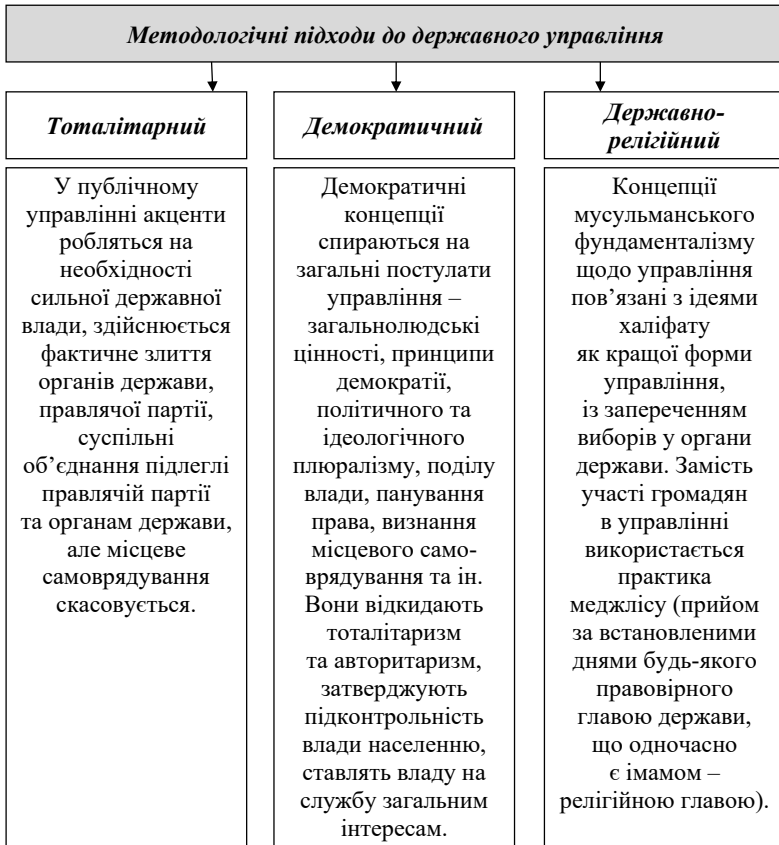 Методологічні підходи до державного управління
Тоталітарний
У публічному
управлінні акценти
робляться на
необхідності
сильної державної
влади, здійснюється
фактичне злиття
органів держави,
правлячої партії,
суспільні
об’єднання підлеглі
правлячій партії
та органам держави,
але місцеве
самоврядування
скасовується.
Демократичний
Демократичні
концепції
спираються на
загальні постулати
управління –
загальнолюдські
цінності, принципи
демократії,
політичного та
ідеологічного
плюралізму, поділу
влади, панування
права, визнання
місцевого само-
врядування та ін.
Вони відкидають
тоталітаризм
та авторитаризм,
затверджують
підконтрольність
влади населенню,
ставлять владу на
службу загальним
інтересам.
Державно-
релігійний
Концепції
мусульманського
фундаменталізму
щодо управління
пов’язані з ідеями
халіфату
як кращої форми
управління,
із запереченням
виборів у органи
держави. Замість
участі громадян
в управлінні
використається
практика
меджлісу (прийом
за встановленими
днями будь-якого
правовірного
главою держави,
що одночасно
є імамом –
релігійною главою).